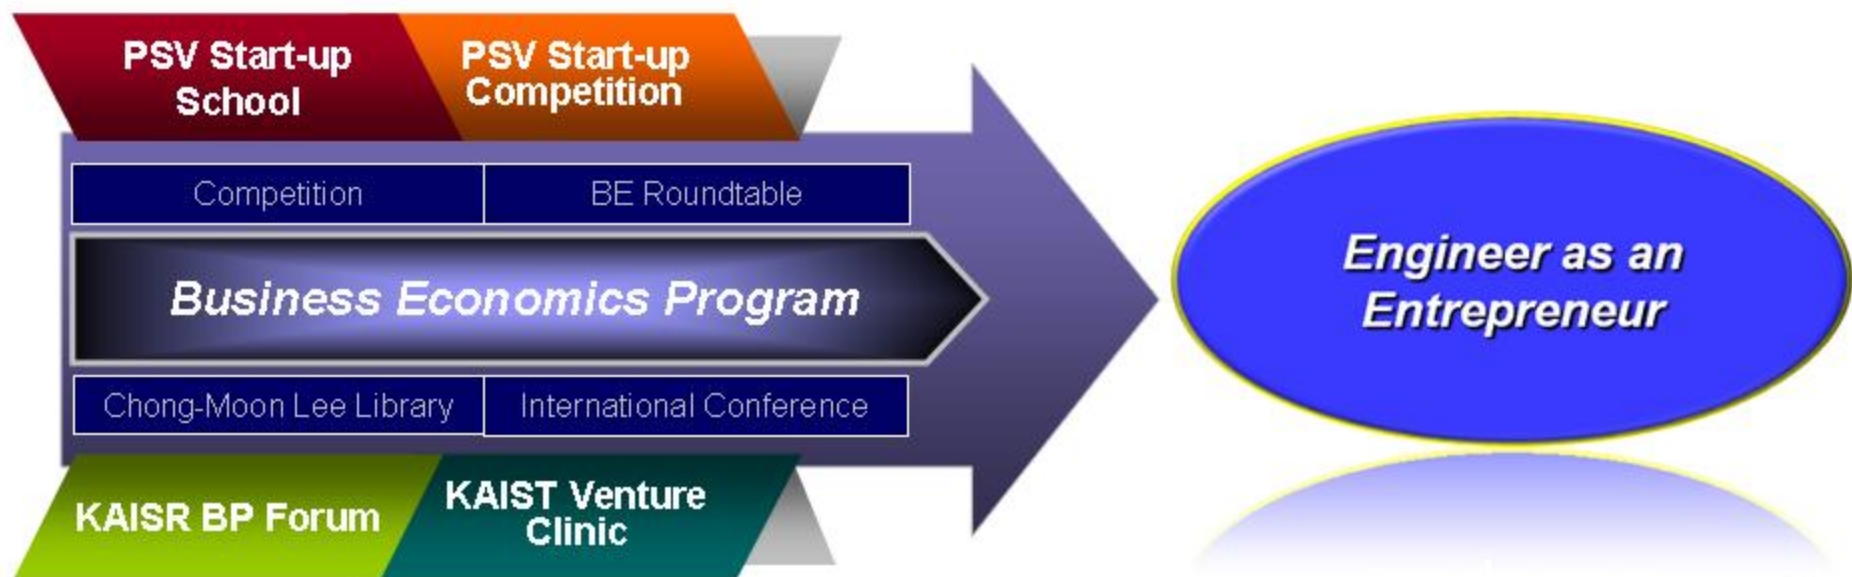 PSV Start-up
School
PSV Start-up
Competition
Competition
BE Roundtable
Business Economics Program
Chong-Moon Lee Library
International Conference
KAISR BP Forum
KAIST Venture
Clinic
Engineer as an
Entrepreneur